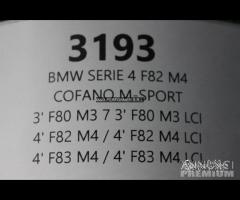 3193
BMW SERIE 4 F82 M4
COFANO M-SPORT
3' F80 M3 7 3' F80 M3 LCI
4' F82 M4 / 4' F82 M4 LCI
4' F83 M4 / 4' F83 M4 LCI
ANNUNCI
PREMIUM